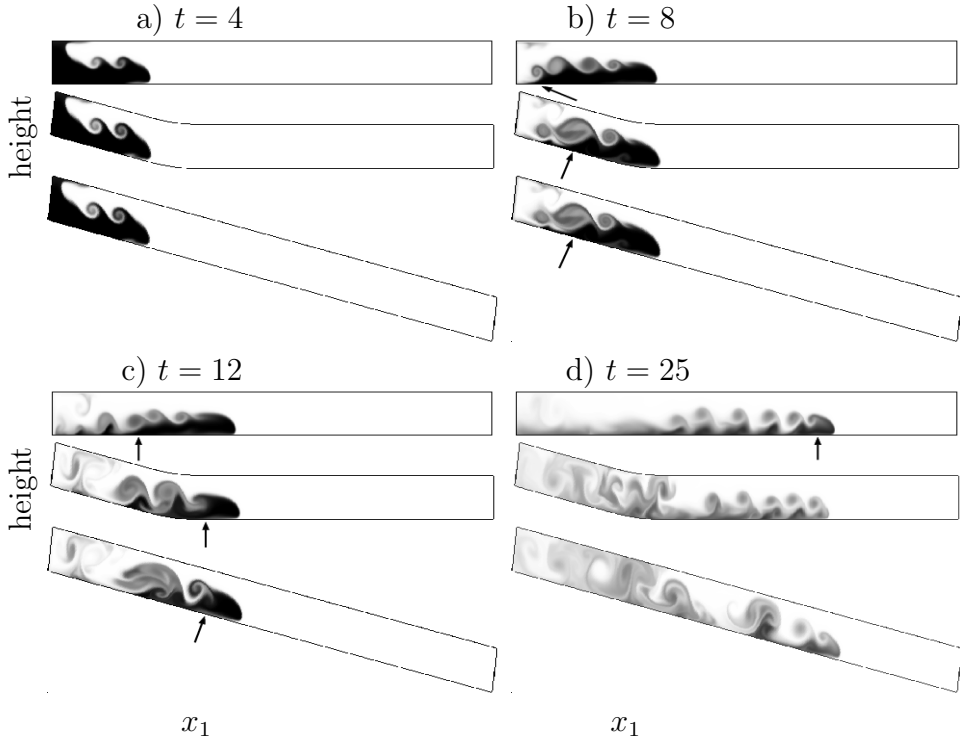 a) t = 4
b) t = 8
height
c) t = 12
d) t = 25
height
x₁
x₁